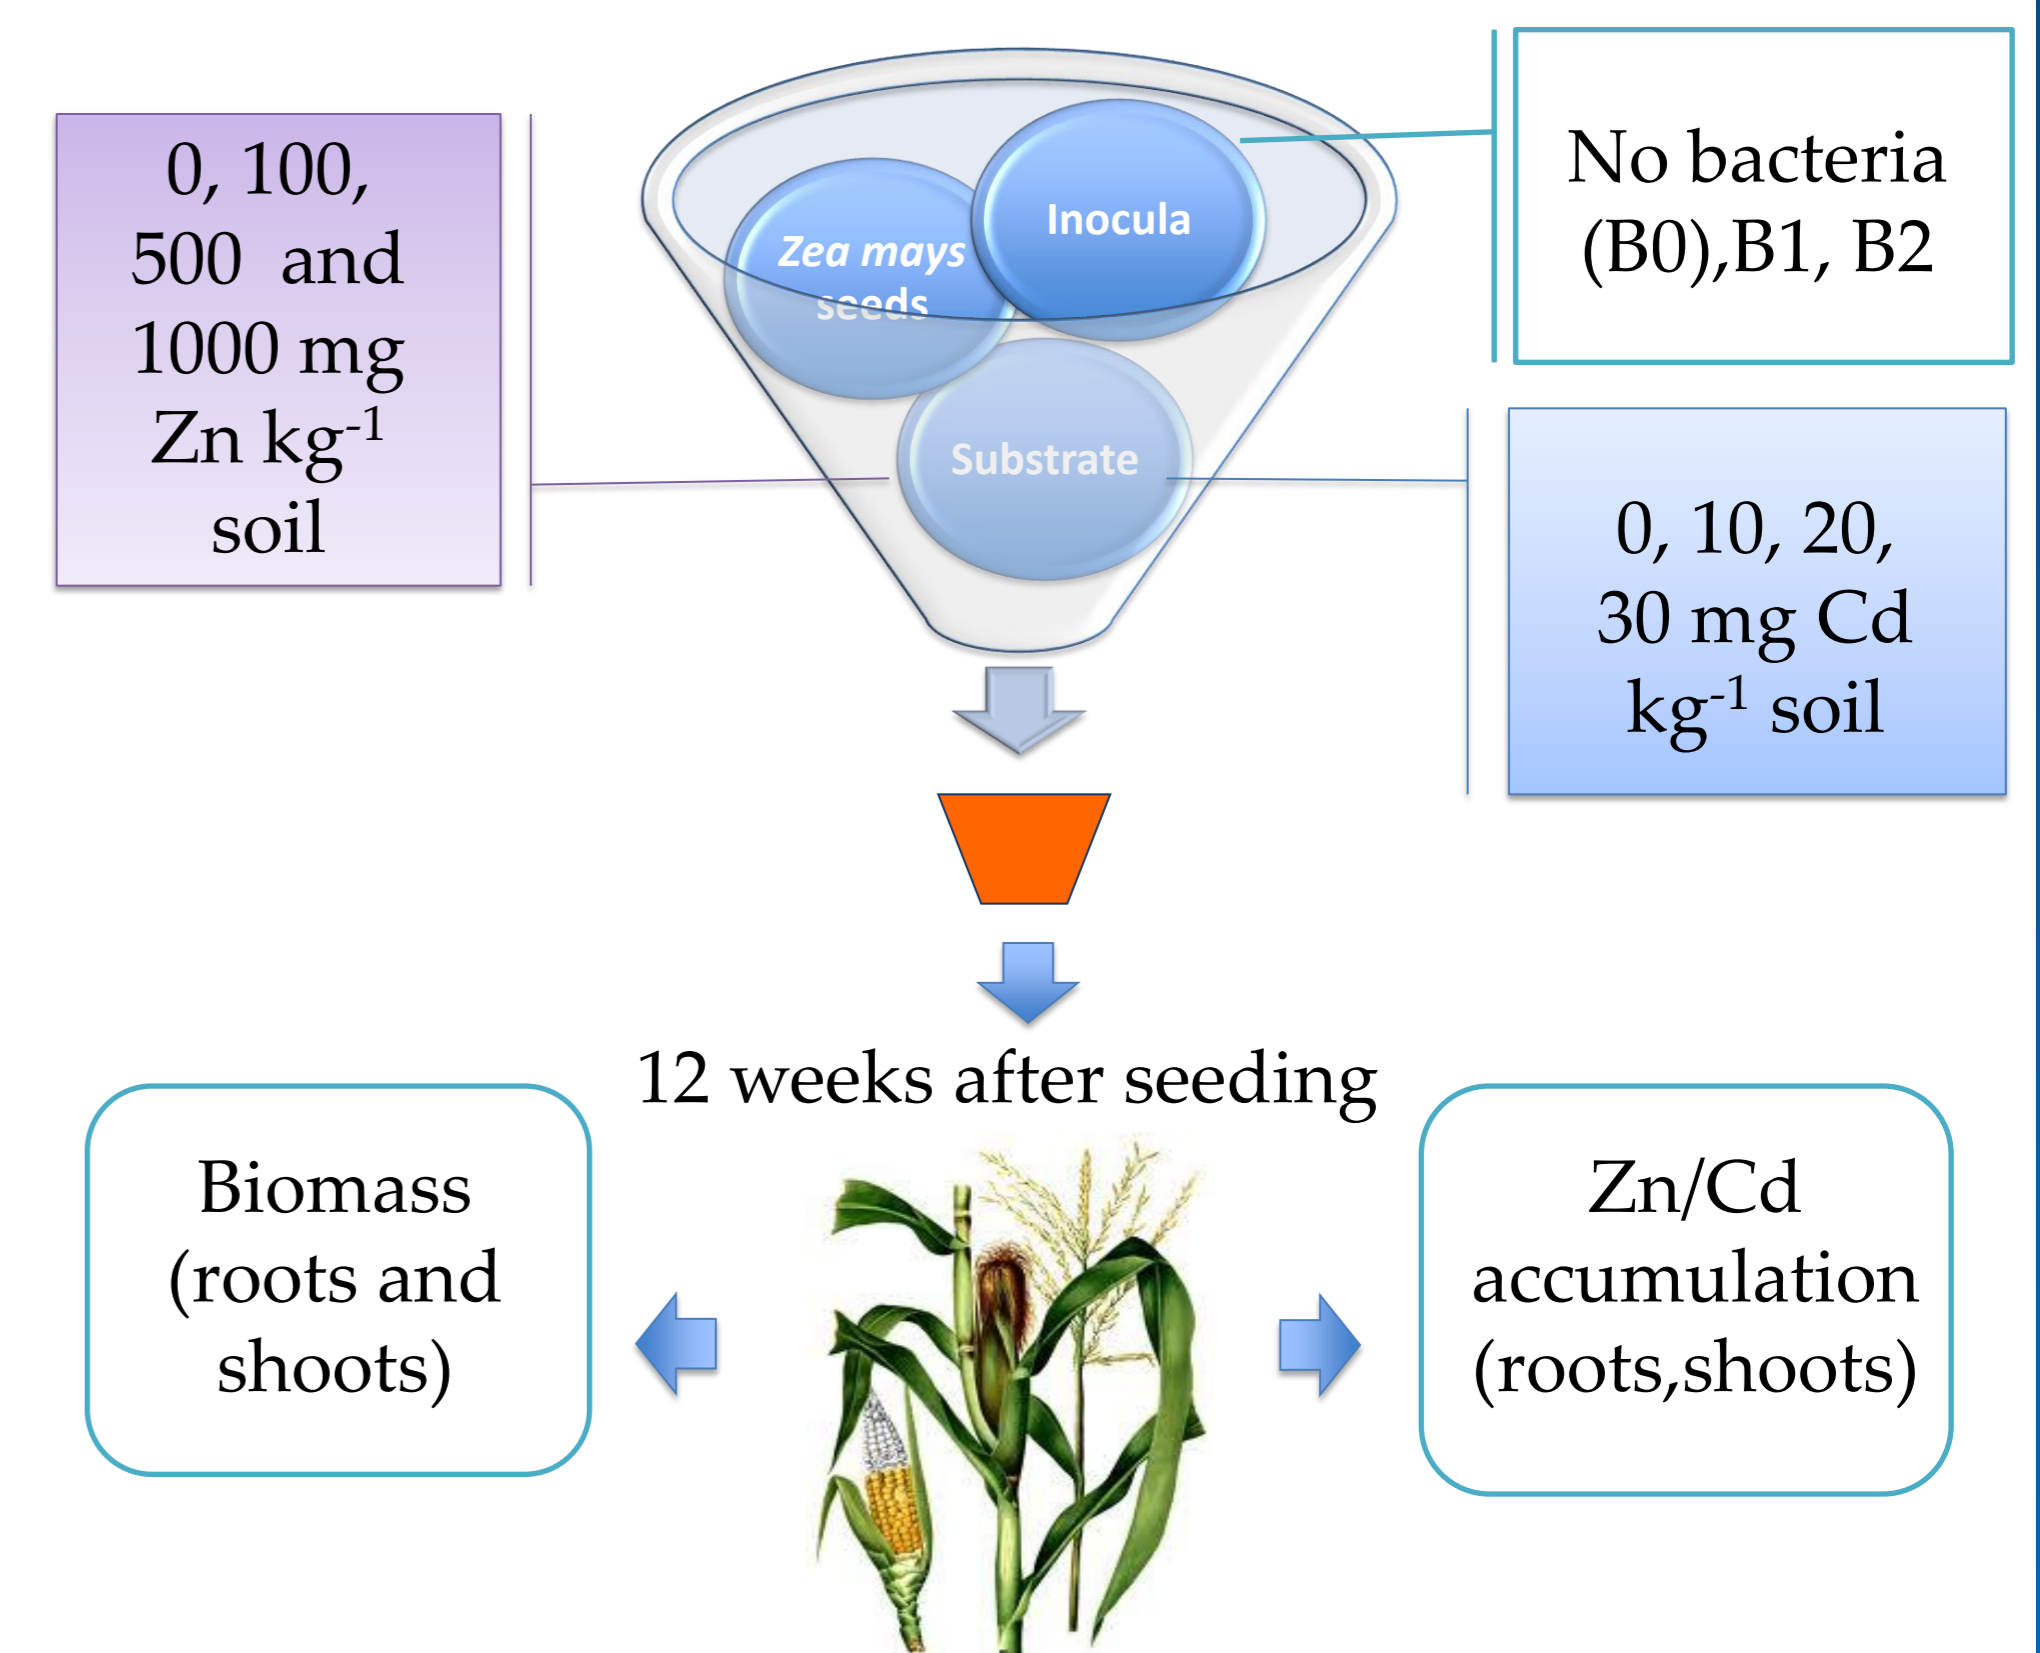 0, 100,
500 and
1000 mg
Zn kg-1
soil
Zea mays
seeds
Inocula
Substrate
No bacteria
(B0),B1, B2
0, 10, 20,
30 mg Cd
kg-1 soil
12 weeks after seeding
Biomass
(roots and
shoots)
Zn/Cd
accumulation
(roots,shoots)